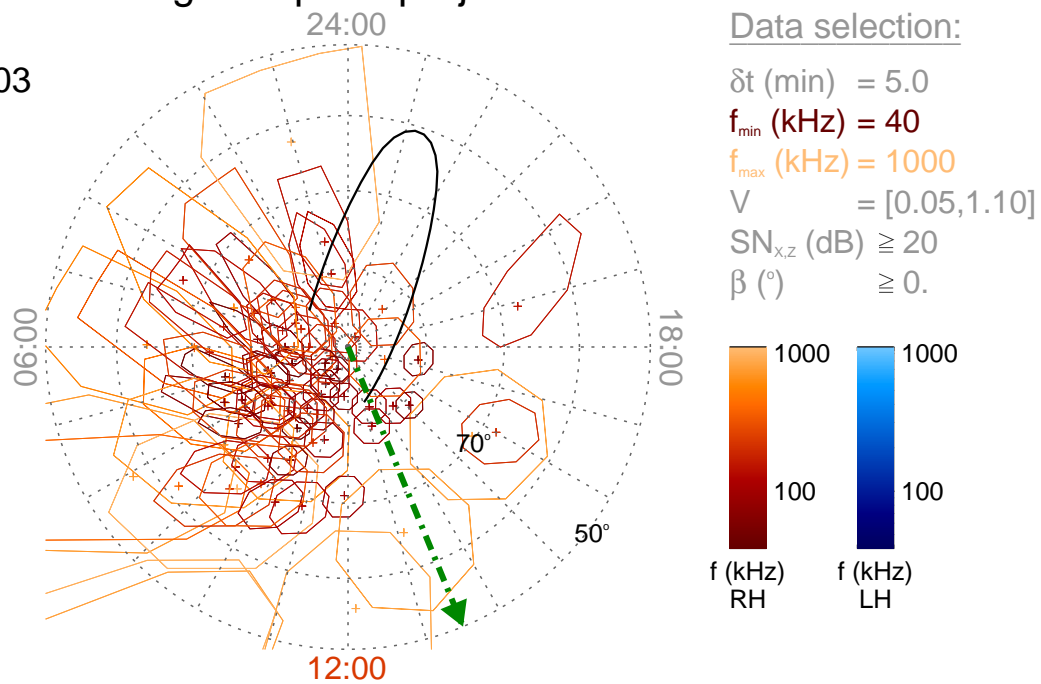 03
24:00
06:00
18:00
12:00
70°
50°
Data selection:
δt (min) = 5.0
fmin (kHz) = 40
fmax (kHz) = 1000
V = [0.05,1.10]
SNX,Z (dB) ≧ 20
β (°) ≧ 0.
1000
1000
100
100
f (kHz)
f (kHz)
RH
LH